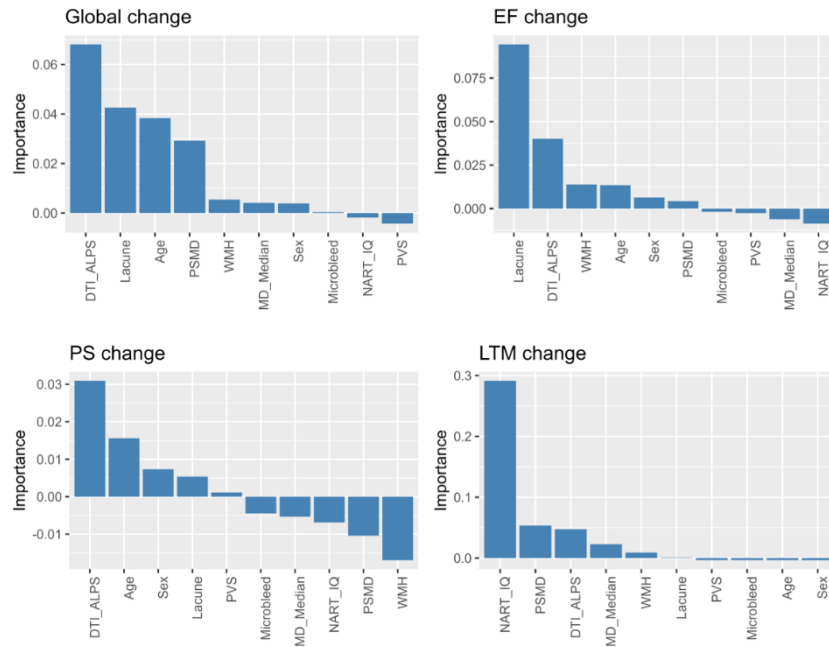 Global change
Importance
0.06
0.04
0.02
0.00
DTI_ALPS
Lacune
Age
PSMD
WMH
MD_Median
Sex
Microbleed
NART_IQ
PVS
EF change
Importance
0.075
0.050
0.025
0.000
Lacune
DTI_ALPS
WMH
Age
Sex
PSMD
Microbleed
PVS
MD_Median
NART_IQ
PS change
Importance
0.03
0.02
0.01
0.00
-0.01
DTI_ALPS
Age
Sex
Lacune
PVS
Microbleed
MD_Median
NART_IQ
PSMD
WMH
LTM change
Importance
0.3
0.2
0.1
0.0
NART_IQ
PSMD
DTI_ALPS
MD_Median
WMH
Lacune
PVS
Microbleed
Age
Sex